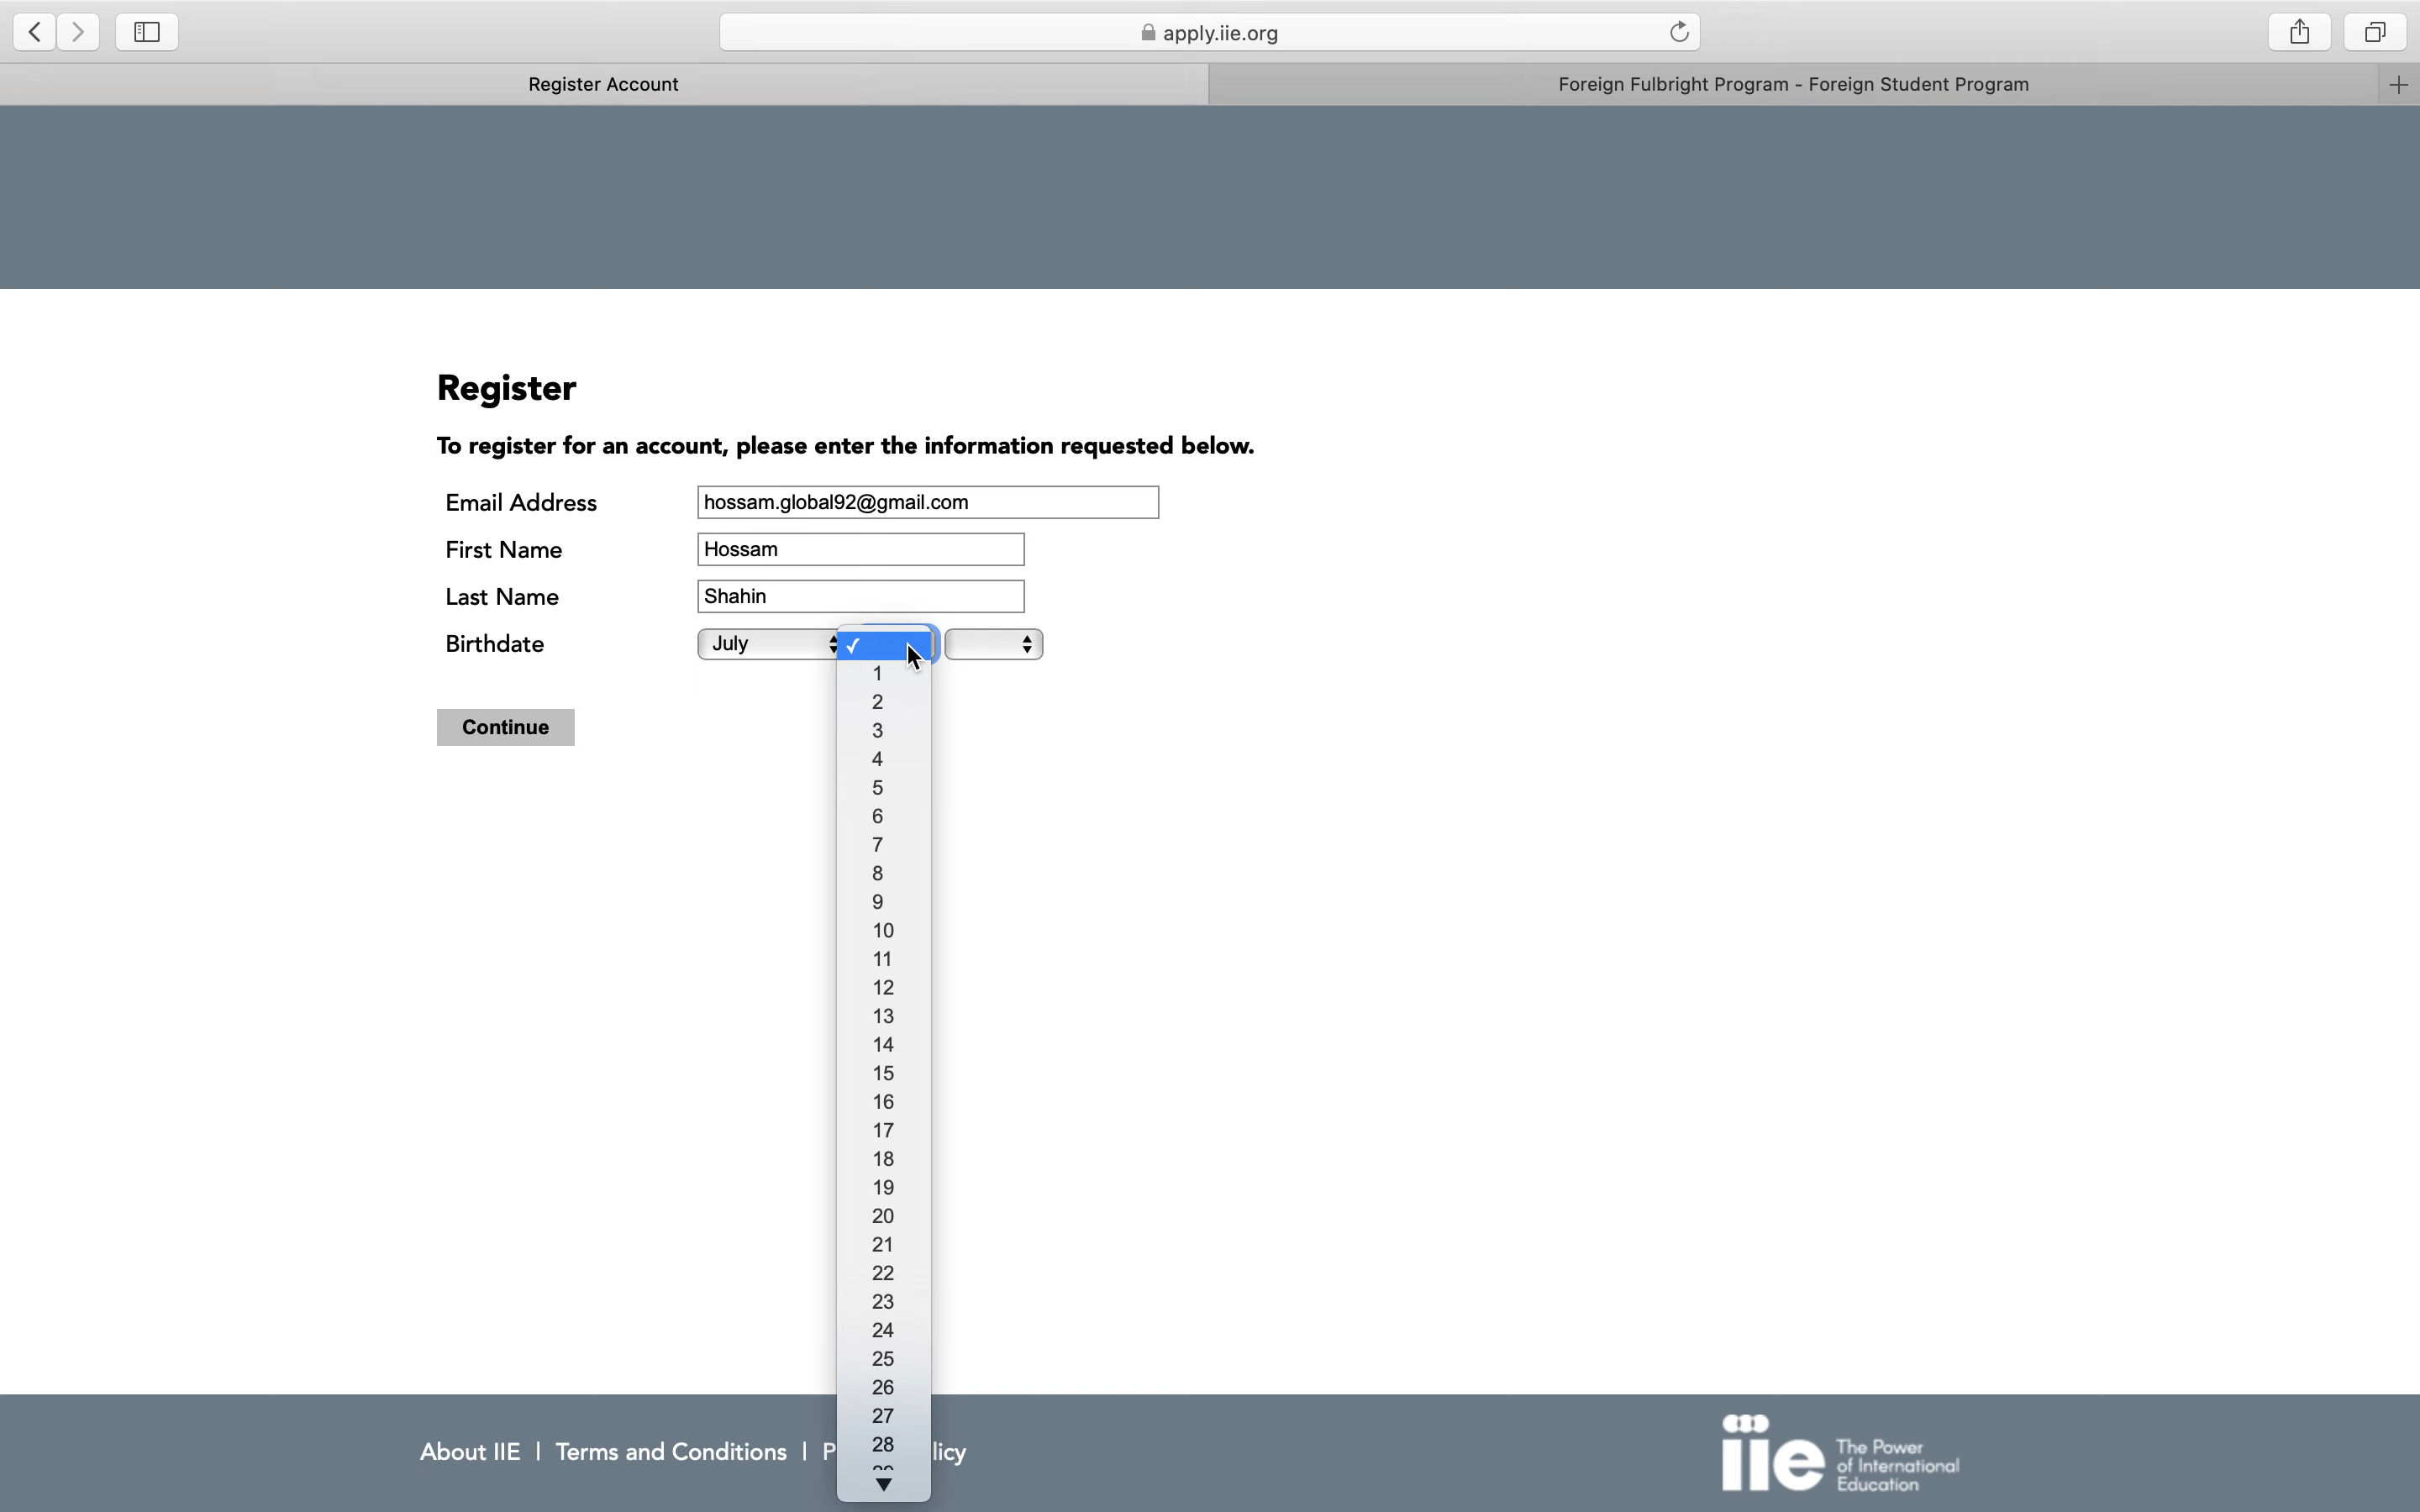 apply.iie.org
Register Account
Foreign Fulbright Program - Foreign Student Program
Register
To register for an account, please enter the information requested below.
Email Address hossam.global92@gmail.com
First Name Hossam
Last Name Shahin
Birthdate July
1
2
3
Continue
4
5
6
7
8
9
10
11
12
13
14
15
16
17
18
19
20
21
22
23
24
25
26
27
28
About IIE | Terms and Conditions |
iie The Power
of International
Education